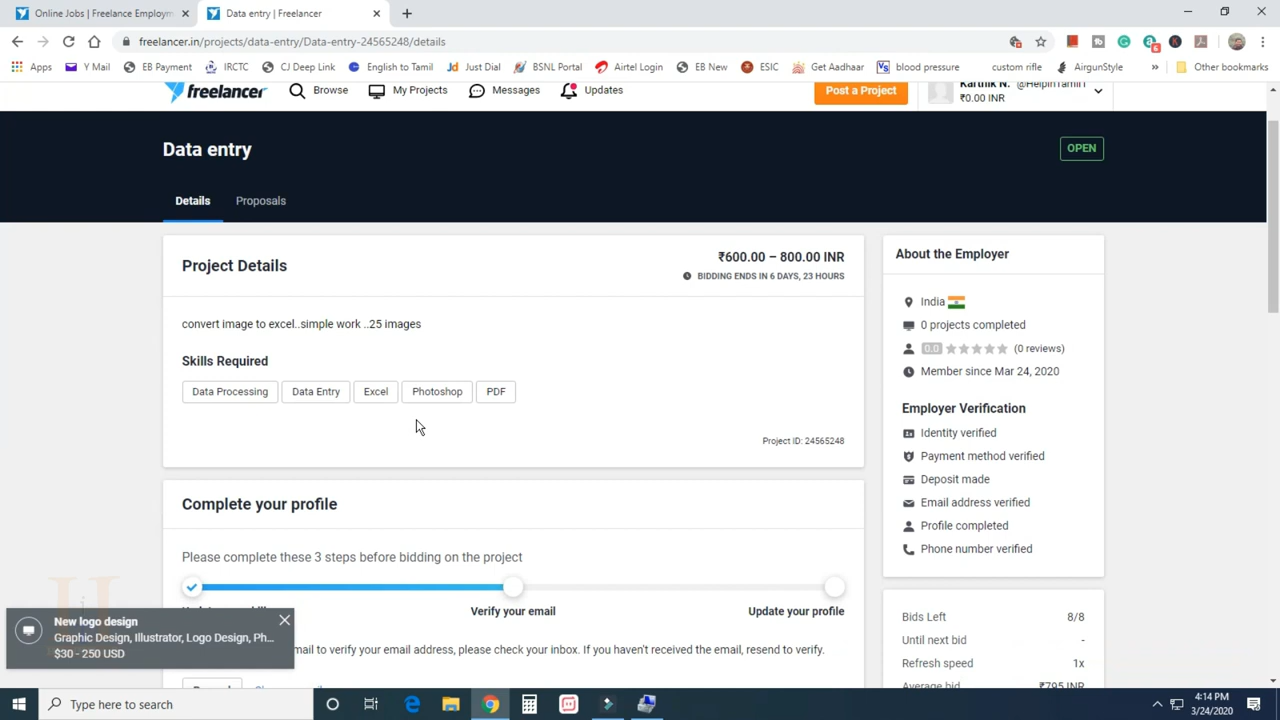 Online Jobs | Freelance Employm
Data entry | Freelancer
freelancer.in/projects/data-entry/Data-entry-24565248/details
Apps
Y Mail
EB Payment
IRCTC
CJ Deep Link
English to Tamil
Just Dial
BSNL Portal
Airtel Login
EB New
ESIC
Get Aadhaar
blood pressure
custom rifle
AirgunStyle
Other bookmarks
freelancer
Browse
My Projects
Messages
Updates
Post a Project
Karthik N.
₹0.00 INR
Data entry
OPEN
Details
Proposals
Project Details
₹600.00 – 800.00 INR
BIDDING ENDS IN 6 DAYS, 23 HOURS
convert image to excel..simple work ..25 images
Skills Required
Data Processing
Data Entry
Excel
Photoshop
PDF
Project ID: 24565248
About the Employer
India
0 projects completed
0.0 (0 reviews)
Member since Mar 24, 2020
Employer Verification
Identity verified
Payment method verified
Deposit made
Email address verified
Profile completed
Phone number verified
Complete your profile
Please complete these 3 steps before bidding on the project
Verify your email
Update your profile
mail to verify your email address, please check your inbox. If you haven't received the email, resend to verify.
New logo design
Graphic Design, Illustrator, Logo Design, Ph...
$30 - 250 USD
Bids Left 8/8
Until next bid -
Refresh speed 1x
Average bid ₹795 INR
Type here to search
4:14 PM
3/24/2020